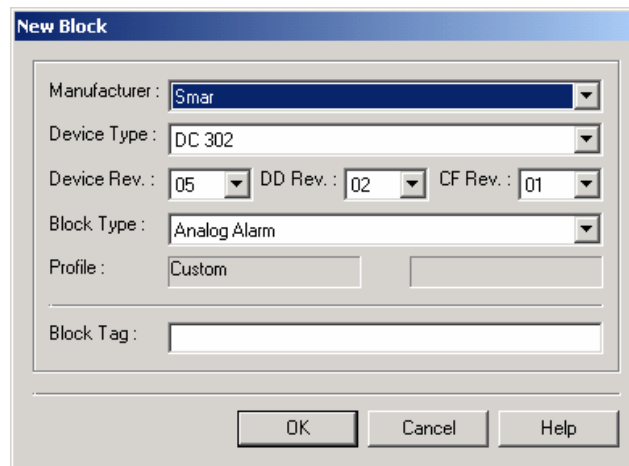 New Block
Manufacturer : Smar
Device Type : DC 302
Device Rev. : 05 DD Rev. : 02 CF Rev. : 01
Block Type : Analog Alarm
Profile : Custom
Block Tag :
OK Cancel Help